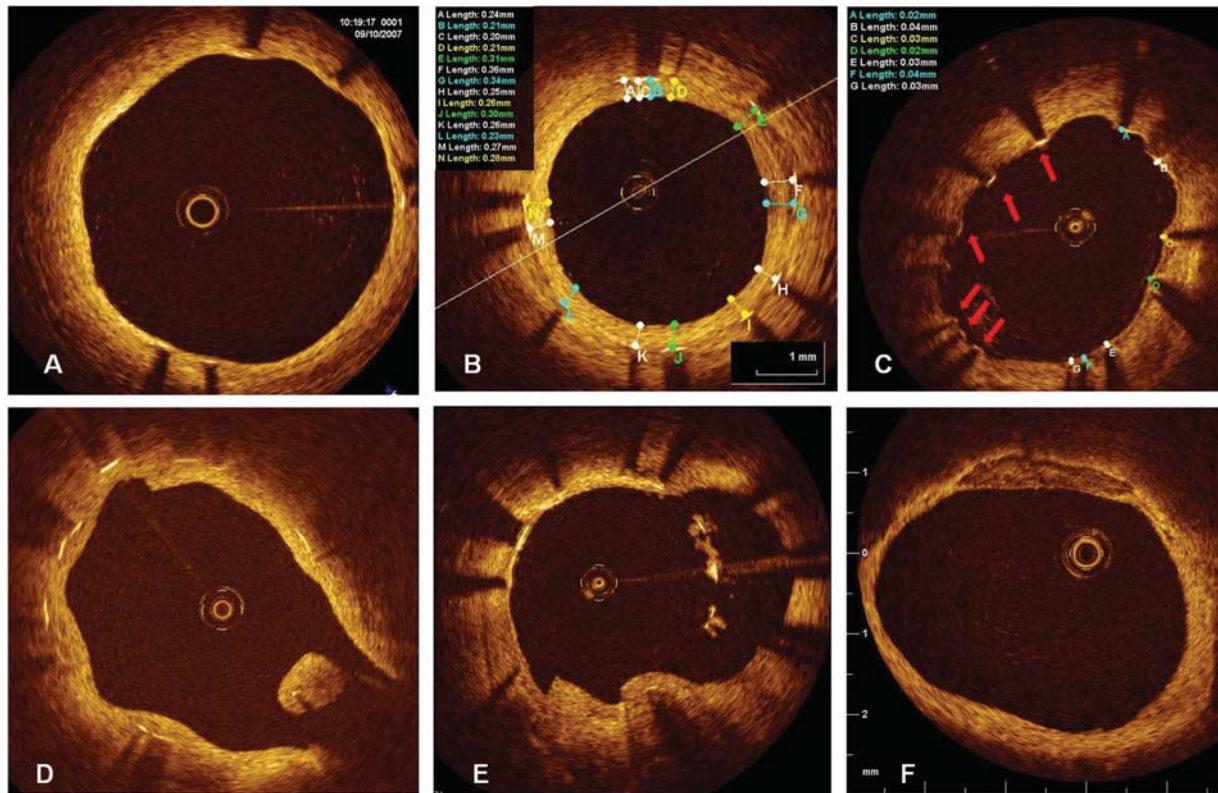 10:19:17 0001
09/10/2007
A
A Length: 0.24mm
B Length: 0.21mm
C Length: 0.20mm
D Length: 0.21mm
E Length: 0.31mm
F Length: 0.36mm
G Length: 0.34mm
H Length: 0.25mm
I Length: 0.26mm
J Length: 0.30mm
K Length: 0.26mm
L Length: 0.23mm
M Length: 0.27mm
N Length: 0.28mm
A C B D
E
F
G
H
I
J
K
L
M
1 mm
B
A Length: 0.02mm
B Length: 0.04mm
C Length: 0.03mm
D Length: 0.02mm
E Length: 0.03mm
F Length: 0.04mm
G Length: 0.03mm
A
B
C
D
E
F
G
C
D
E
1
0
1
2
mm
F